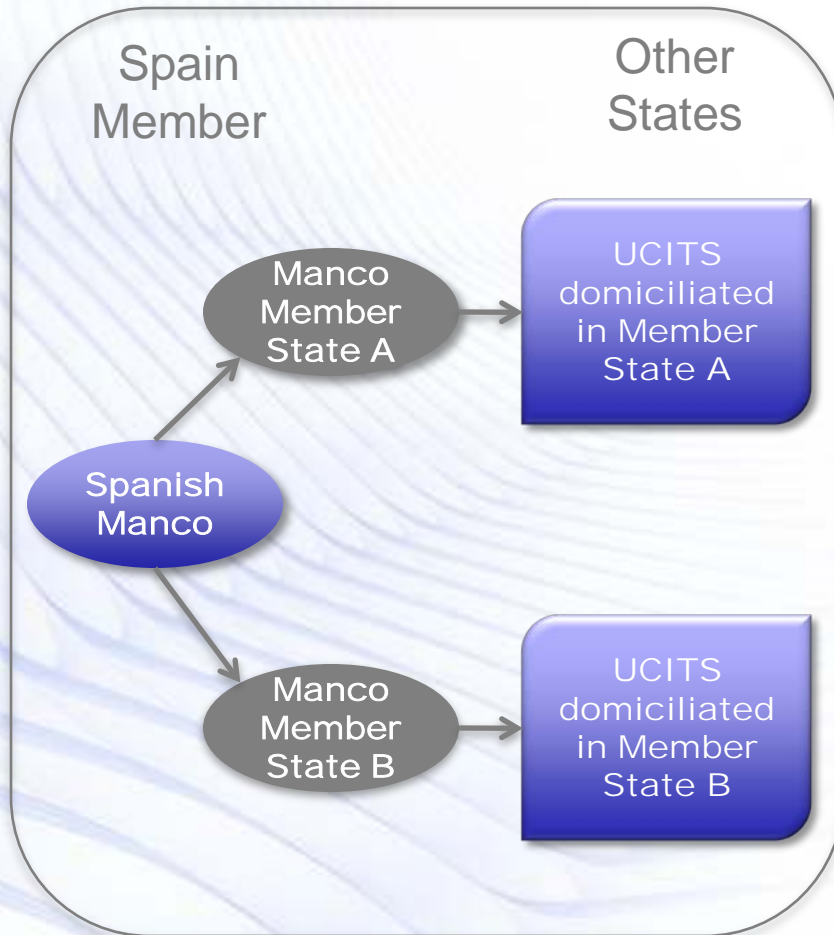 Spain
Member
Other
States
Manco
Member
State A
UCITS
domiciliated
in Member
State A
Spanish
Manco
Manco
Member
State B
UCITS
domiciliated
in Member
State B